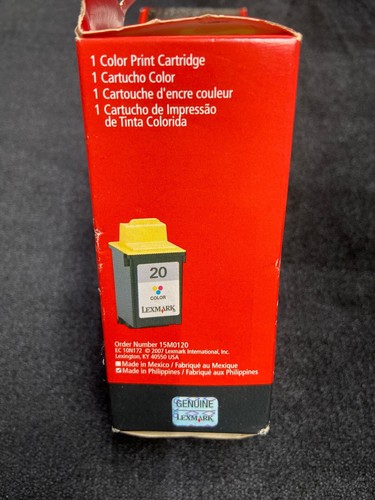 1 Color Print Cartridge
1 Cartucho Color
1 Cartouche d'encre couleur
1 Cartucho de Impressão
de Tinta Colorida
20
COLOR
LEXMARK
Order Number 15M0120
EC 10N172 © 2007 Lexmark International, Inc.
Lexington, KY 40550 USA
Made in Mexico / Fabriqué au Mexique
Made in Philippines / Fabriqué aux Philippines
GENUINE
LEXMARK